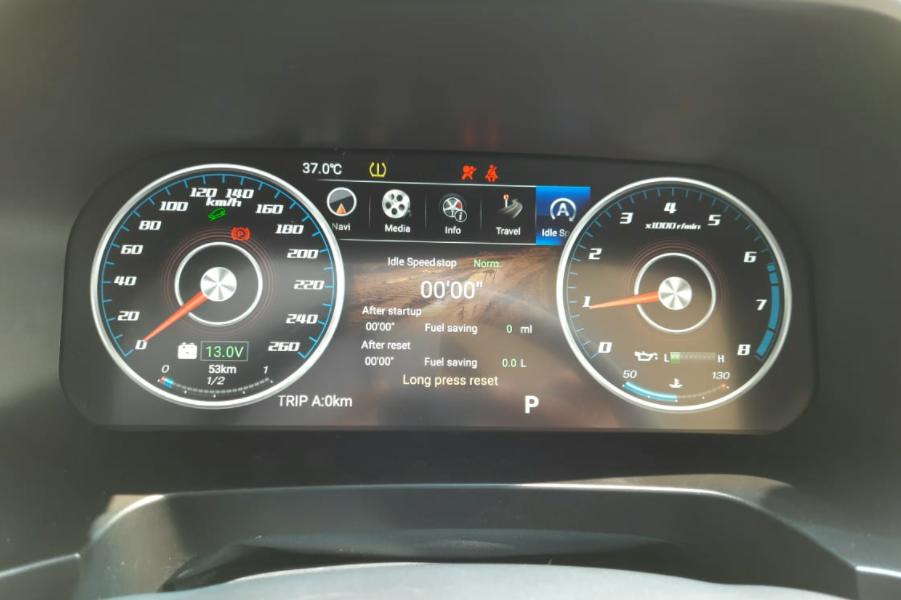 37.0℃
Navi
Media
Info
Travel
A
Idle Sp
Idle Speedstop Norm.
00'00"
After startup
00'00" Fuel saving 0 ml
After reset
00'00" Fuel saving 0.0 L
Long press reset
TRIP A:0km
P
0 20 40 60 80 100 120 140 160 180 200 220 240 260
km/h
P
13.0V
53km
0 1/2 1
0 1 2 3 4 5 6 7 8
x1000r/min
L H
50 130